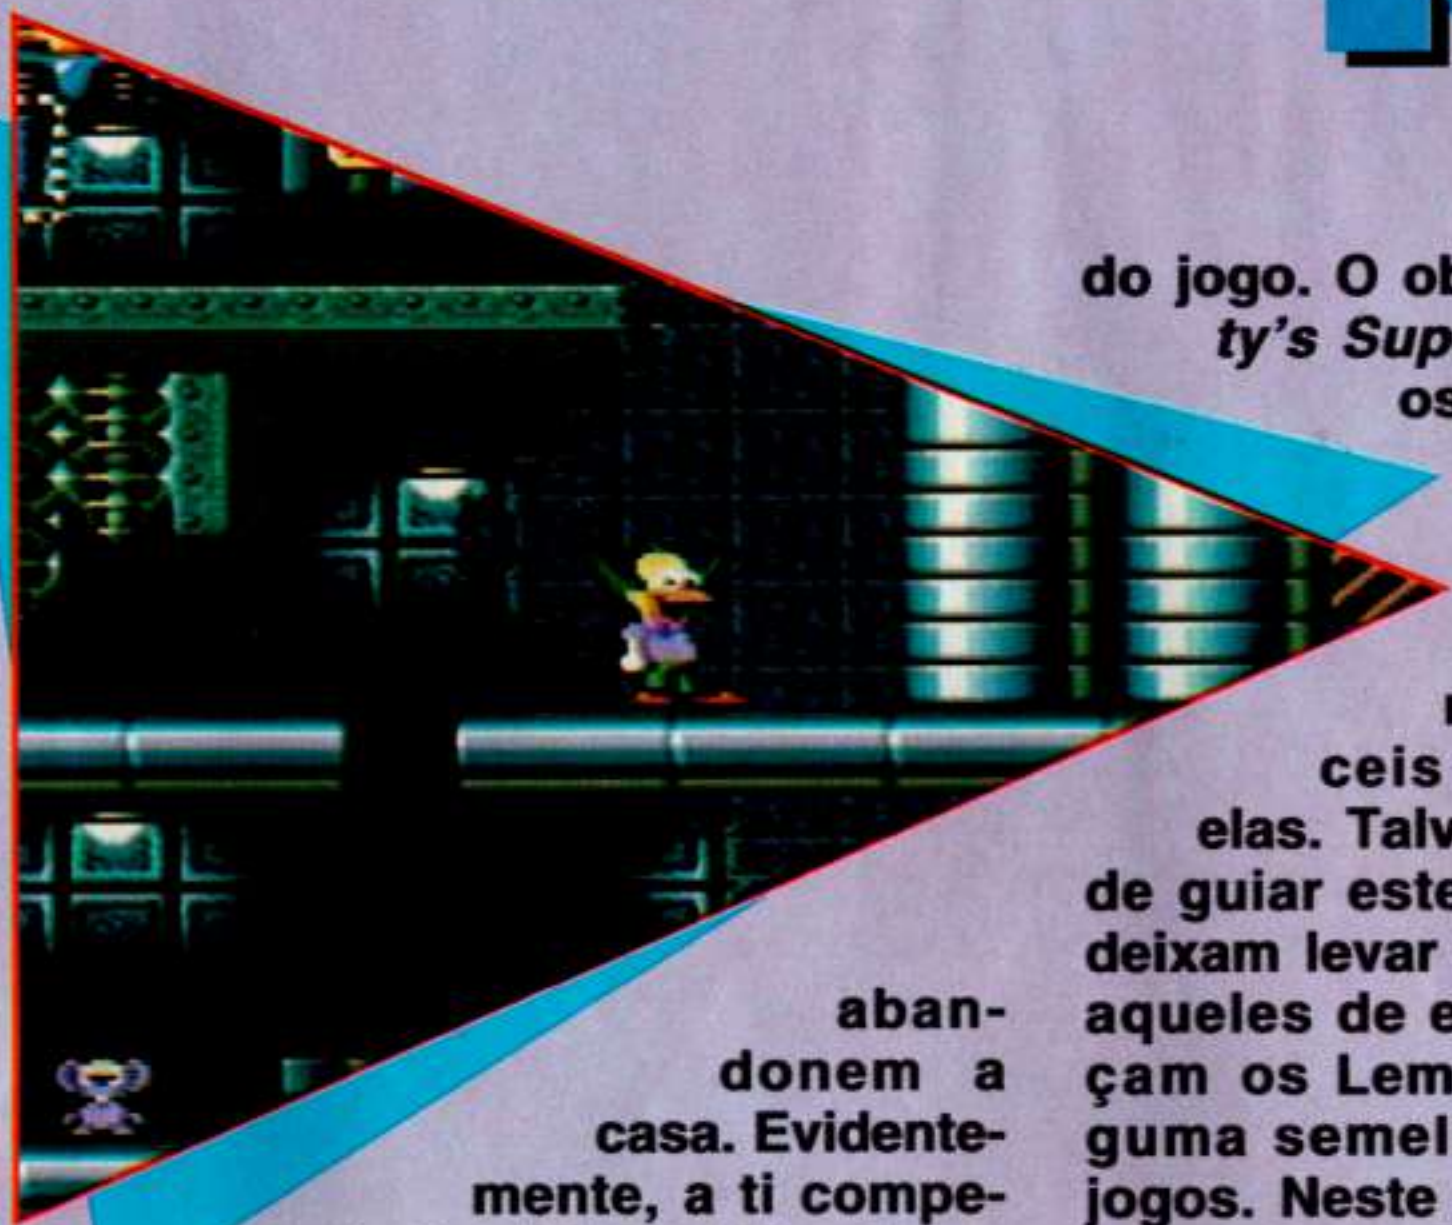 aban-
donem a
casa. Evidente-
mente, a ti compe-
do jogo. O ob
ty's Sup
os
ceis
elas. Talv
de guiar este
deixam levar
aqueles de e
çam os Lem
guma semel
jogos. Neste